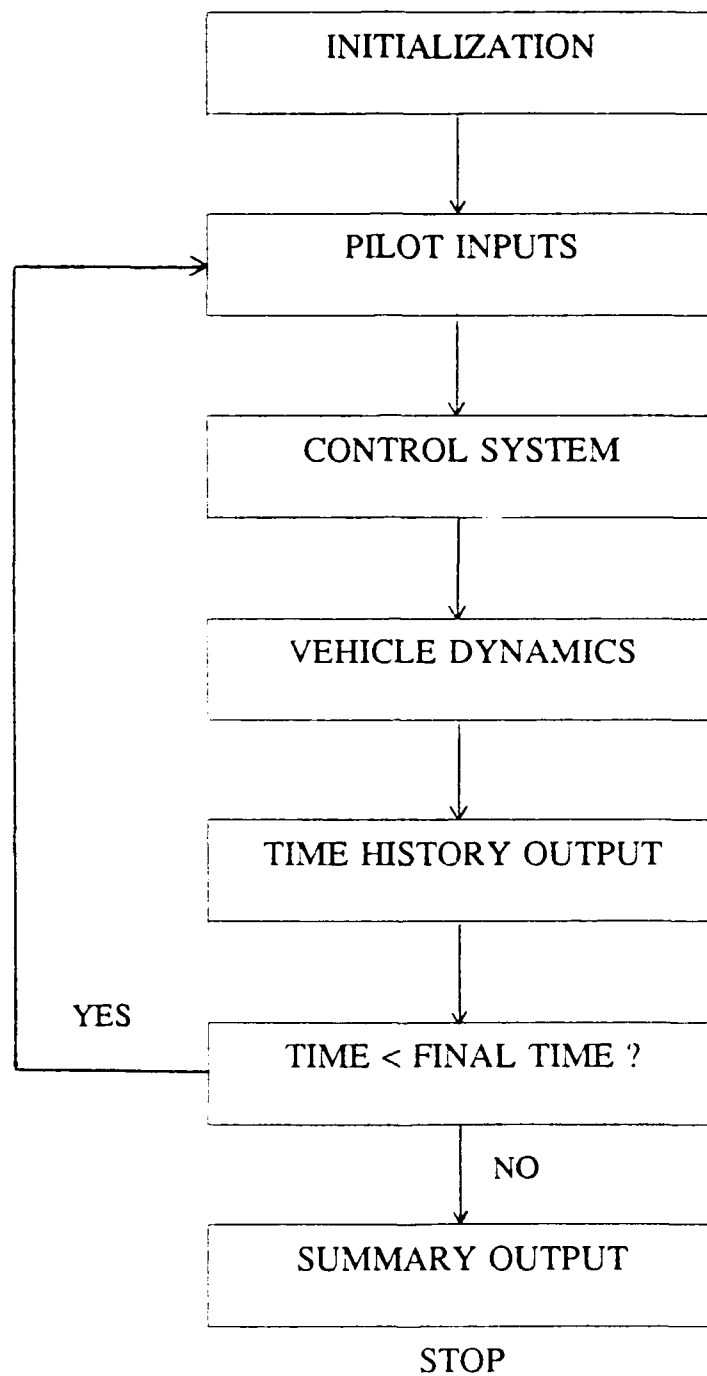 INITIALIZATION
PILOT INPUTS
CONTROL SYSTEM
VEHICLE DYNAMICS
TIME HISTORY OUTPUT
YES
TIME < FINAL TIME ?
NO
SUMMARY OUTPUT
STOP